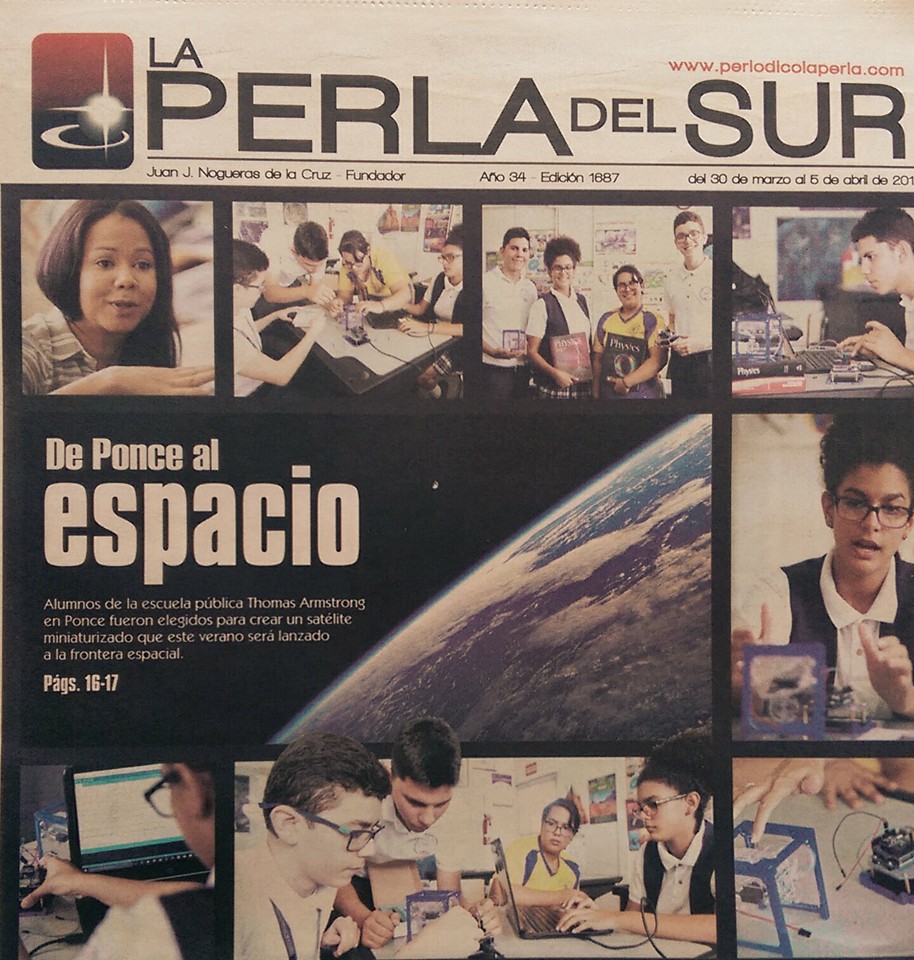 LA
www.periodicolaperla.com
PERLA DEL SUR
Juan J. Nogueras de la Cruz - Fundador
Año 34 - Edición 1687
del 30 de marzo al 5 de abril de 201
Physics
Physics
Physics
De Ponce al
espacio
Alumnos de la escuela pública Thomas Armstrong
en Ponce fueron elegidos para crear un satélite
miniaturizado que este verano será lanzado
a la frontera espacial.
Págs. 16-17